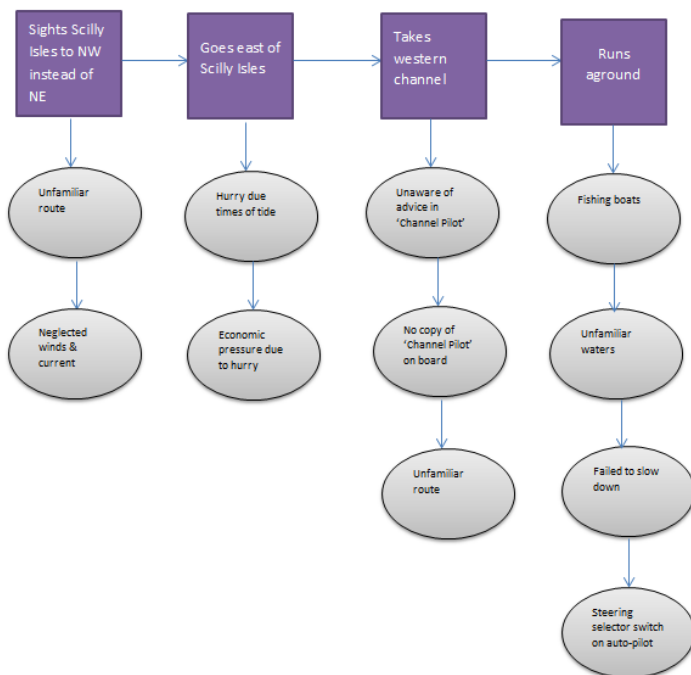 Sights Scilly
Isles to NW
instead of
NE
Goes east of
Scilly Isles
Takes
western
channel
Runs
aground
Unfamiliar
route
Neglected
winds &
current
Hurry due
times of tide
Economic
pressure due
to hurry
Unaware of
advice in
‘Channel Pilot’
No copy of
‘Channel Pilot’
on board
Unfamiliar
route
Fishing boats
Unfamiliar
waters
Failed to slow
down
Steering
selector switch
on auto-pilot